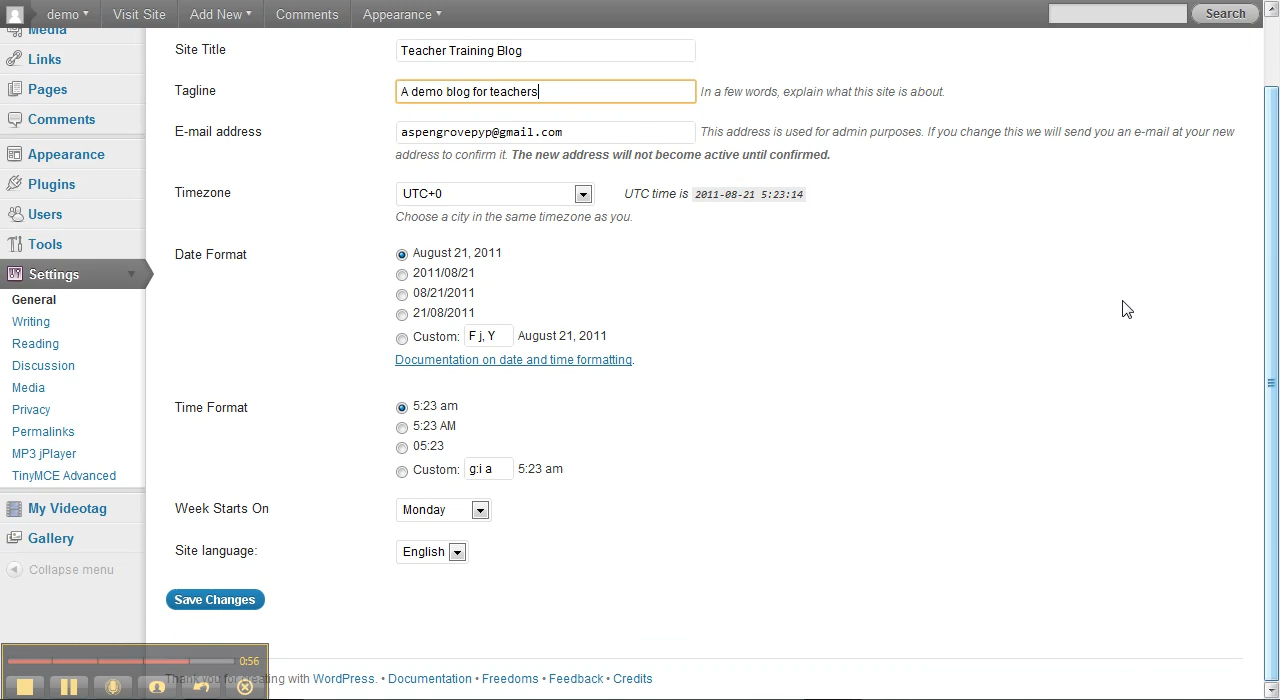 demo Visit Site Add New Comments Appearance Search
Media
Links
Pages
Comments
Appearance
Plugins
Users
Tools
Settings
General
Writing
Reading
Discussion
Media
Privacy
Permalinks
MP3 jPlayer
TinyMCE Advanced
My Videotag
Gallery
Collapse menu
Site Title Teacher Training Blog
Tagline A demo blog for teachers In a few words, explain what this site is about.
E-mail address aspengrovepyp@gmail.com This address is used for admin purposes. If you change this we will send you an e-mail at your new
address to confirm it. The new address will not become active until confirmed.
Timezone UTC+0 UTC time is 2011-08-21 5:23:14
Choose a city in the same timezone as you.
Date Format August 21, 2011
2011/08/21
08/21/2011
21/08/2011
Custom: F j, Y August 21, 2011
Documentation on date and time formatting.
Time Format 5:23 am
5:23 AM
05:23
Custom: g:i a 5:23 am
Week Starts On Monday
Site language: English
Save Changes
0:56
Thank you for creating with WordPress. • Documentation • Freedoms • Feedback • Credits